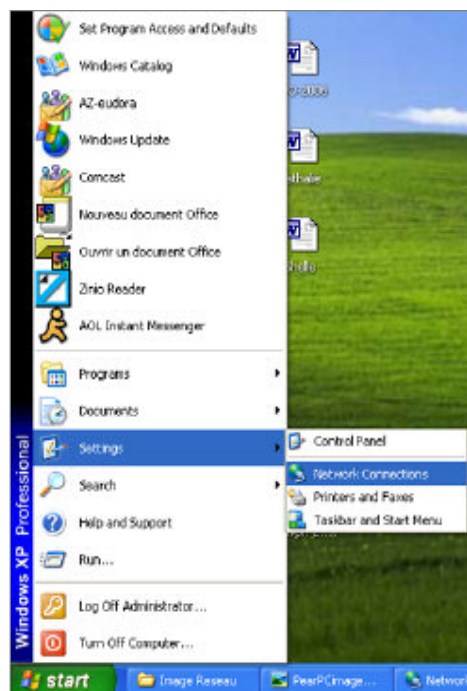 Set Program Access and Defaults
Windows Catalog
AZ-eudora
Windows Update
Comcast
Nouveau document Office
Ouvrir un document Office
Zinio Reader
AOL Instant Messenger
Programs
Documents
Settings
Search
Help and Support
Run...
Log Off Administrator...
Turn Off Computer...
Windows XP Professional
Control Panel
Network Connections
Printers and Faxes
Taskbar and Start Menu
start
Image Reseau
PearPCimage...
Networ